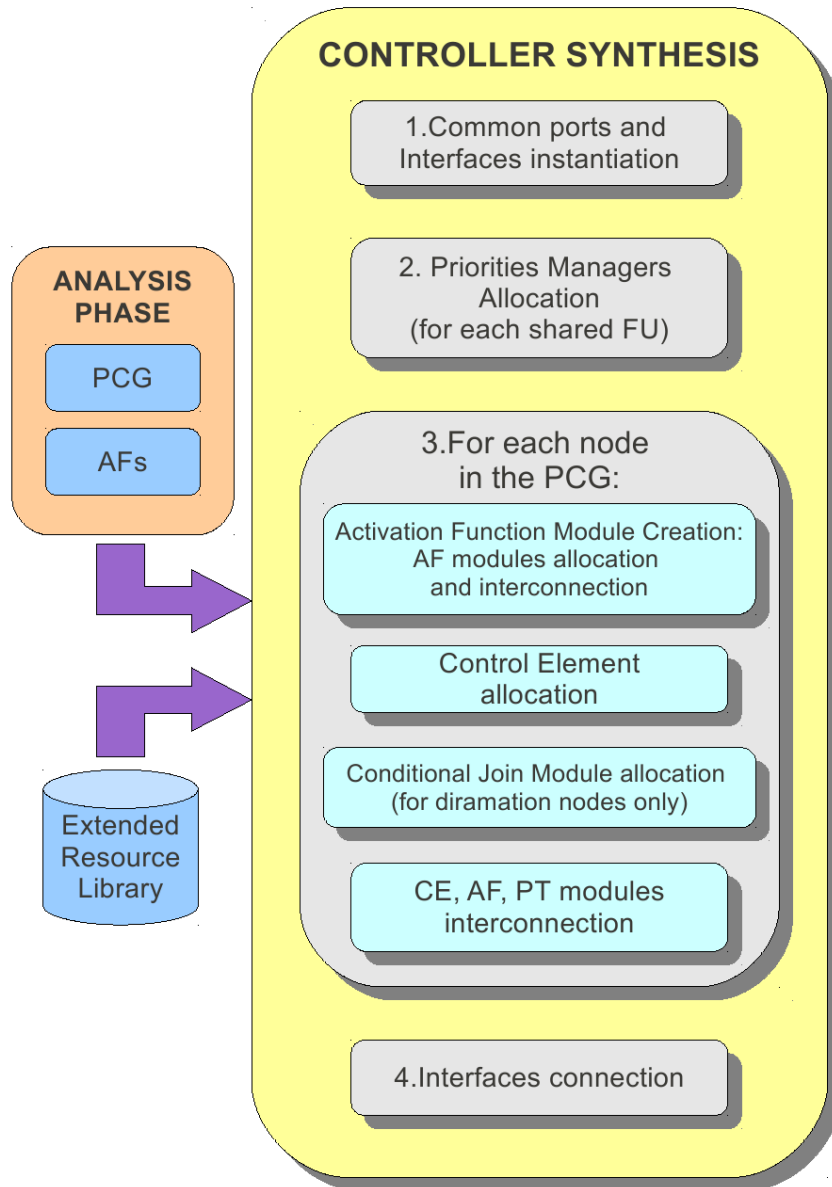 CONTROLLER SYNTHESIS
1.Common ports and
Interfaces instantiation
2. Priorities Managers
Allocation
(for each shared FU)
ANALYSIS
PHASE
PCG
AFs
3.For each node
in the PCG:
Activation Function Module Creation:
AF modules allocation
and interconnection
Control Element
allocation
Conditional Join Module allocation
(for diramation nodes only)
CE, AF, PT modules
interconnection
Extended
Resource
Library
4.Interfaces connection